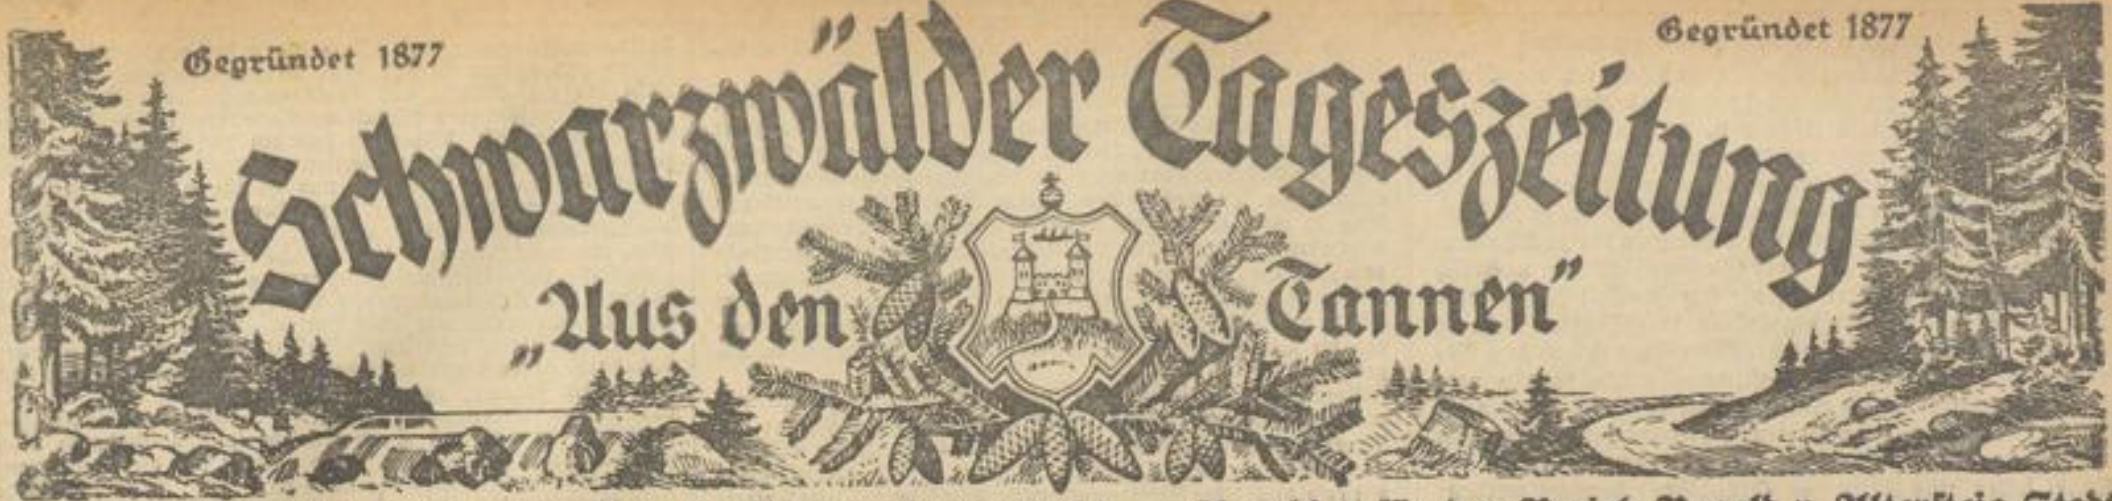 Gegründet 1877
Gegründet 1877
Schwarzwälder Tageszeitung
„Aus den Tannen“